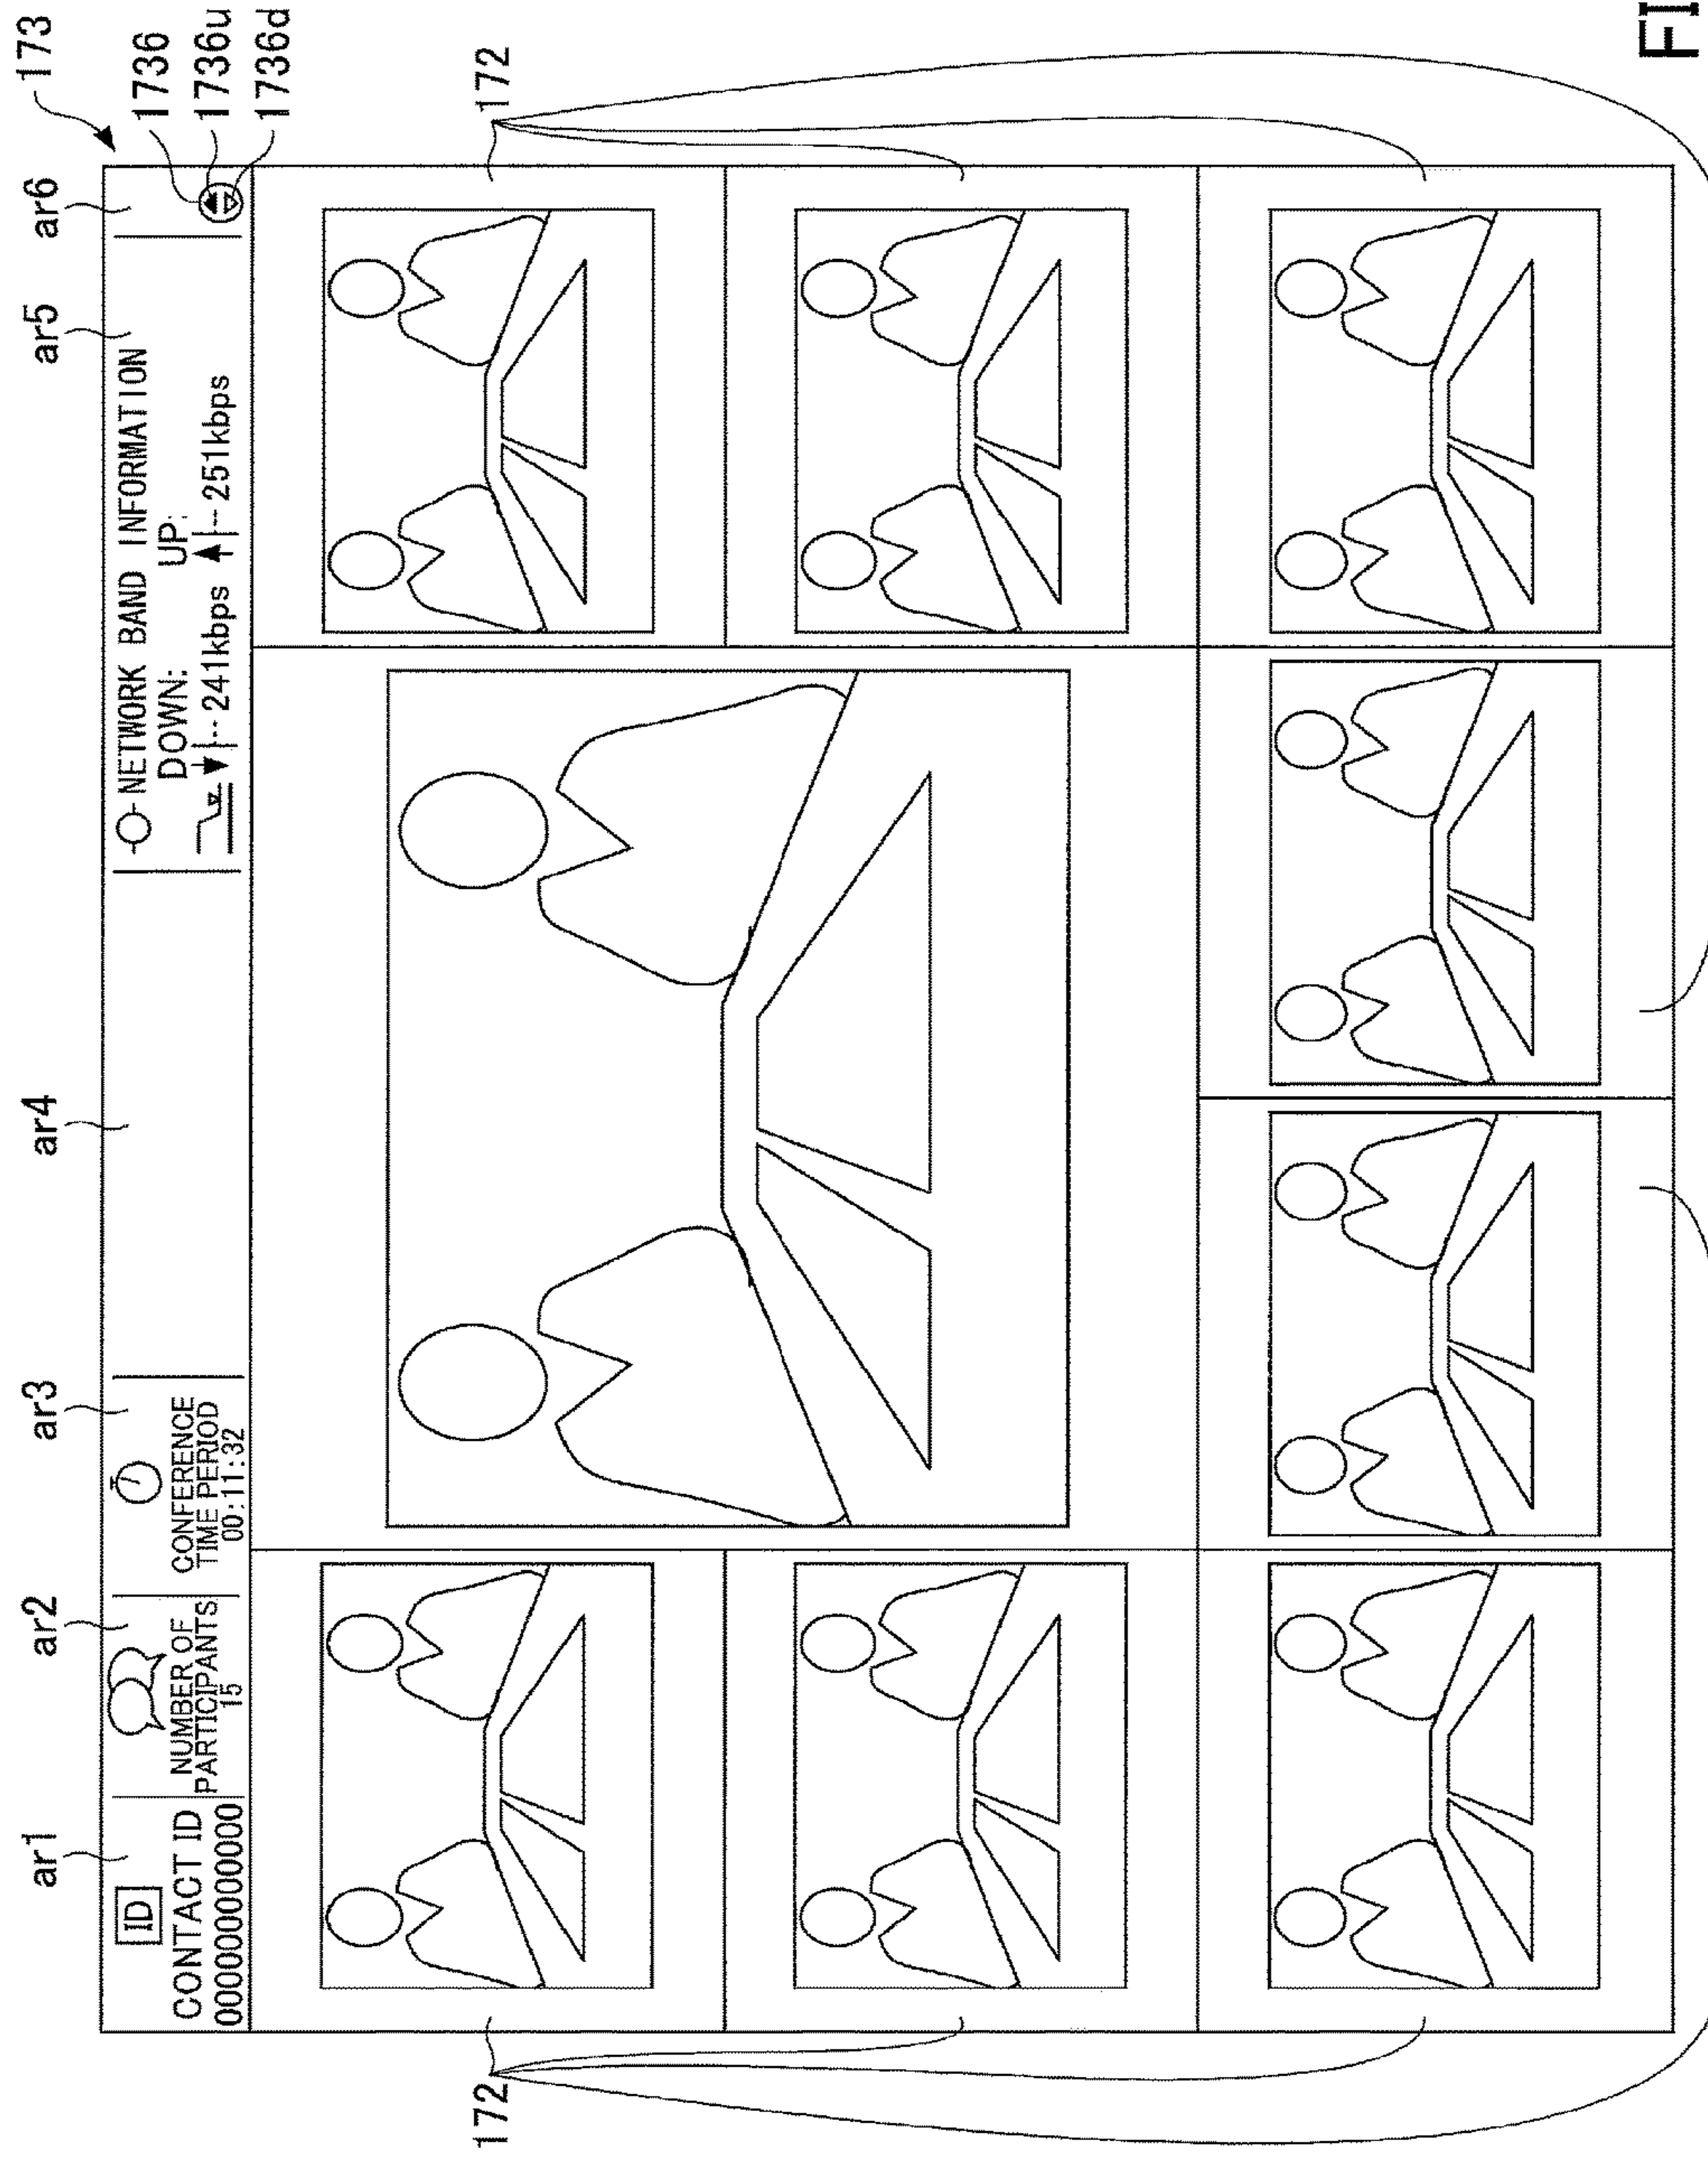 173
ar1
ar2
ar3
ar4
ar5
ar6
1736
1736u
1736d
ID
CONTACT ID
00000000000
NUMBER OF
PARTICIPANTS
15
CONFERENCE
TIME PERIOD
00:11:32
NETWORK BAND INFORMATION
DOWN:
UP:
241kbps
251kbps
172
172
FI